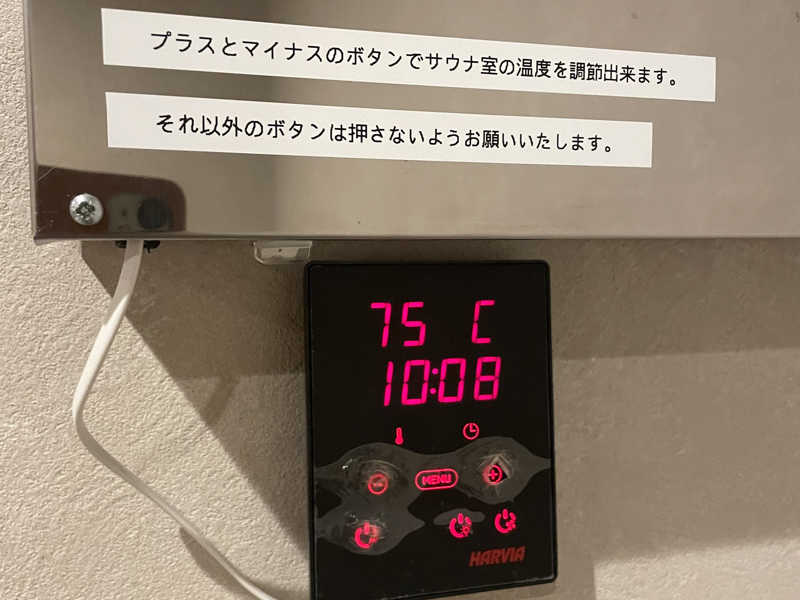 プラスとマイナスのボタンでサウナ室の温度を調節出来ます。
それ以外のボタンは押さないようお願いいたします。
75 C
10:08
MENU
HARVIA